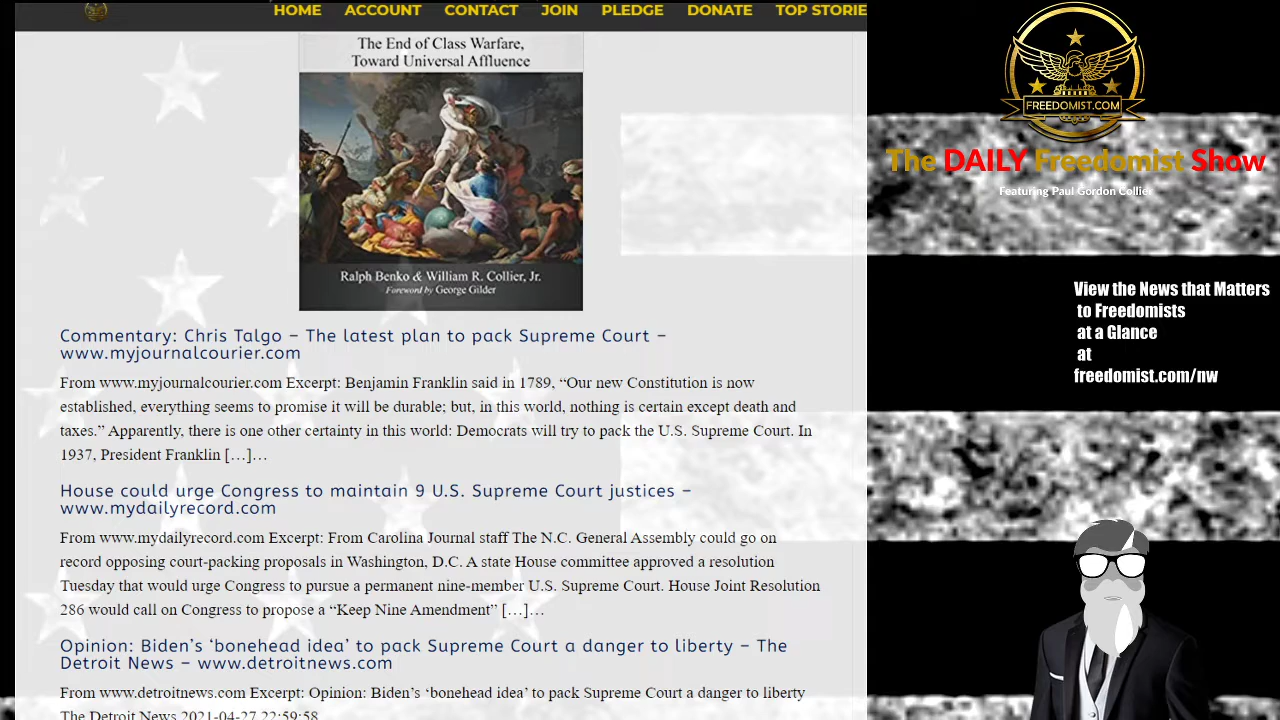 HOME ACCOUNT CONTACT JOIN PLEDGE DONATE TOP STORIE
The End of Class Warfare,
Toward Universal Affluence
Ralph Benko & William R. Collier, Jr.
Foreword by George Gilder
Commentary: Chris Talgo – The latest plan to pack Supreme Court –
www.myjournalcourier.com
From www.myjournalcourier.com Excerpt: Benjamin Franklin said in 1789, “Our new Constitution is now
established, everything seems to promise it will be durable; but, in this world, nothing is certain except death and
taxes.” Apparently, there is one other certainty in this world: Democrats will try to pack the U.S. Supreme Court. In
1937, President Franklin […]…
House could urge Congress to maintain 9 U.S. Supreme Court justices –
www.mydailyrecord.com
From www.mydailyrecord.com Excerpt: From Carolina Journal staff The N.C. General Assembly could go on
record opposing court-packing proposals in Washington, D.C. A state House committee approved a resolution
Tuesday that would urge Congress to pursue a permanent nine-member U.S. Supreme Court. House Joint Resolution
286 would call on Congress to propose a “Keep Nine Amendment” […]…
Opinion: Biden’s ‘bonehead idea’ to pack Supreme Court a danger to liberty – The
Detroit News – www.detroitnews.com
From www.detroitnews.com Excerpt: Opinion: Biden’s ‘bonehead idea’ to pack Supreme Court a danger to liberty
The Detroit News 2021-04-27 22:59:58
FREEDOMIST.COM
The DAILY Freedomist Show
Featuring Paul Gordon Collier
View the News that Matters
to Freedomists
at a Glance
at
freedomist.com/nw